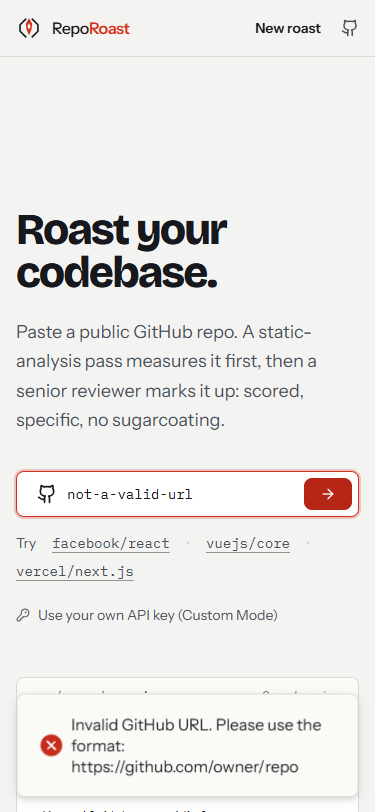 RepoRoast
New roast
Roast your
codebase.
Paste a public GitHub repo. A static-
analysis pass measures it first, then a
senior reviewer marks it up: scored,
specific, no sugarcoating.
not-a-valid-url
Try facebook/react · vuejs/core ·
vercel/next.js
Use your own API key (Custom Mode)
Invalid GitHub URL. Please use the
format:
https://github.com/owner/repo